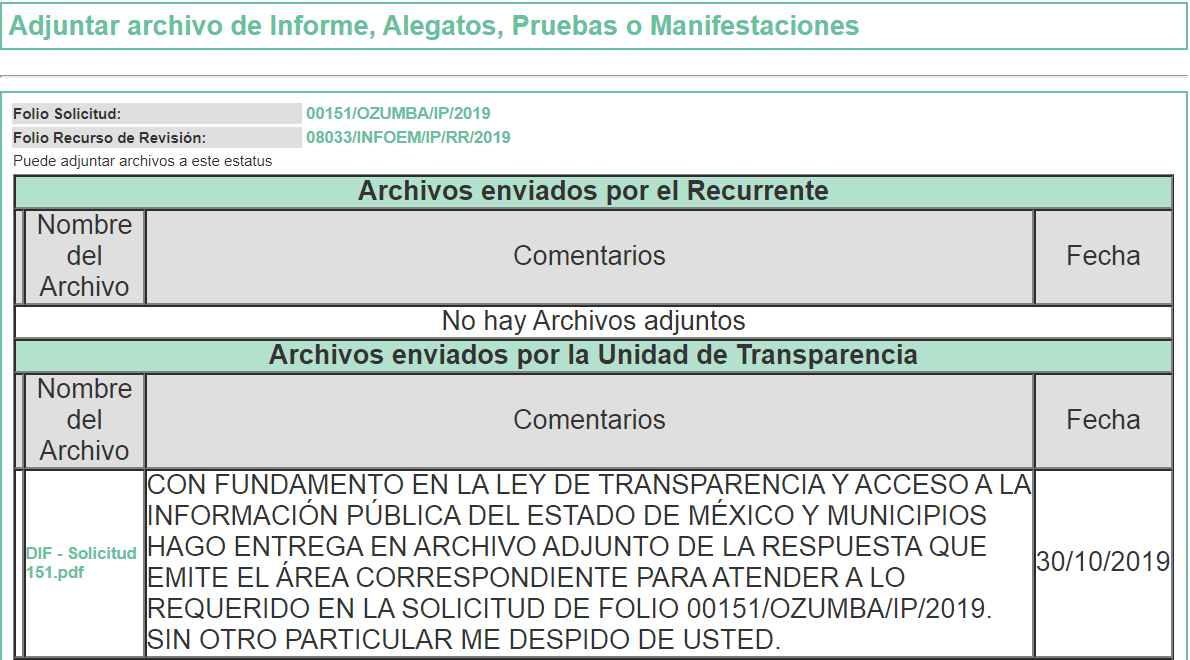 Adjuntar archivo de Informe, Alegatos, Pruebas o Manifestaciones
Folio Solicitud: 00151/OZUMBA/IP/2019
Folio Recurso de Revisión: 08033/INFOEM/IP/RR/2019
Puede adjuntar archivos a este estatus
Archivos enviados por el Recurrente
Nombre
del
Archivo
Comentarios
Fecha
No hay Archivos adjuntos
Archivos enviados por la Unidad de Transparencia
Nombre
del
Archivo
Comentarios
Fecha
DIF - Solicitud
151.pdf
CON FUNDAMENTO EN LA LEY DE TRANSPARENCIA Y ACCESO A LA
INFORMACIÓN PÚBLICA DEL ESTADO DE MÉXICO Y MUNICIPIOS
HAGO ENTREGA EN ARCHIVO ADJUNTO DE LA RESPUESTA QUE
EMITE EL ÁREA CORRESPONDIENTE PARA ATENDER A LO
REQUERIDO EN LA SOLICITUD DE FOLIO 00151/OZUMBA/IP/2019.
SIN OTRO PARTICULAR ME DESPIDO DE USTED.
30/10/2019